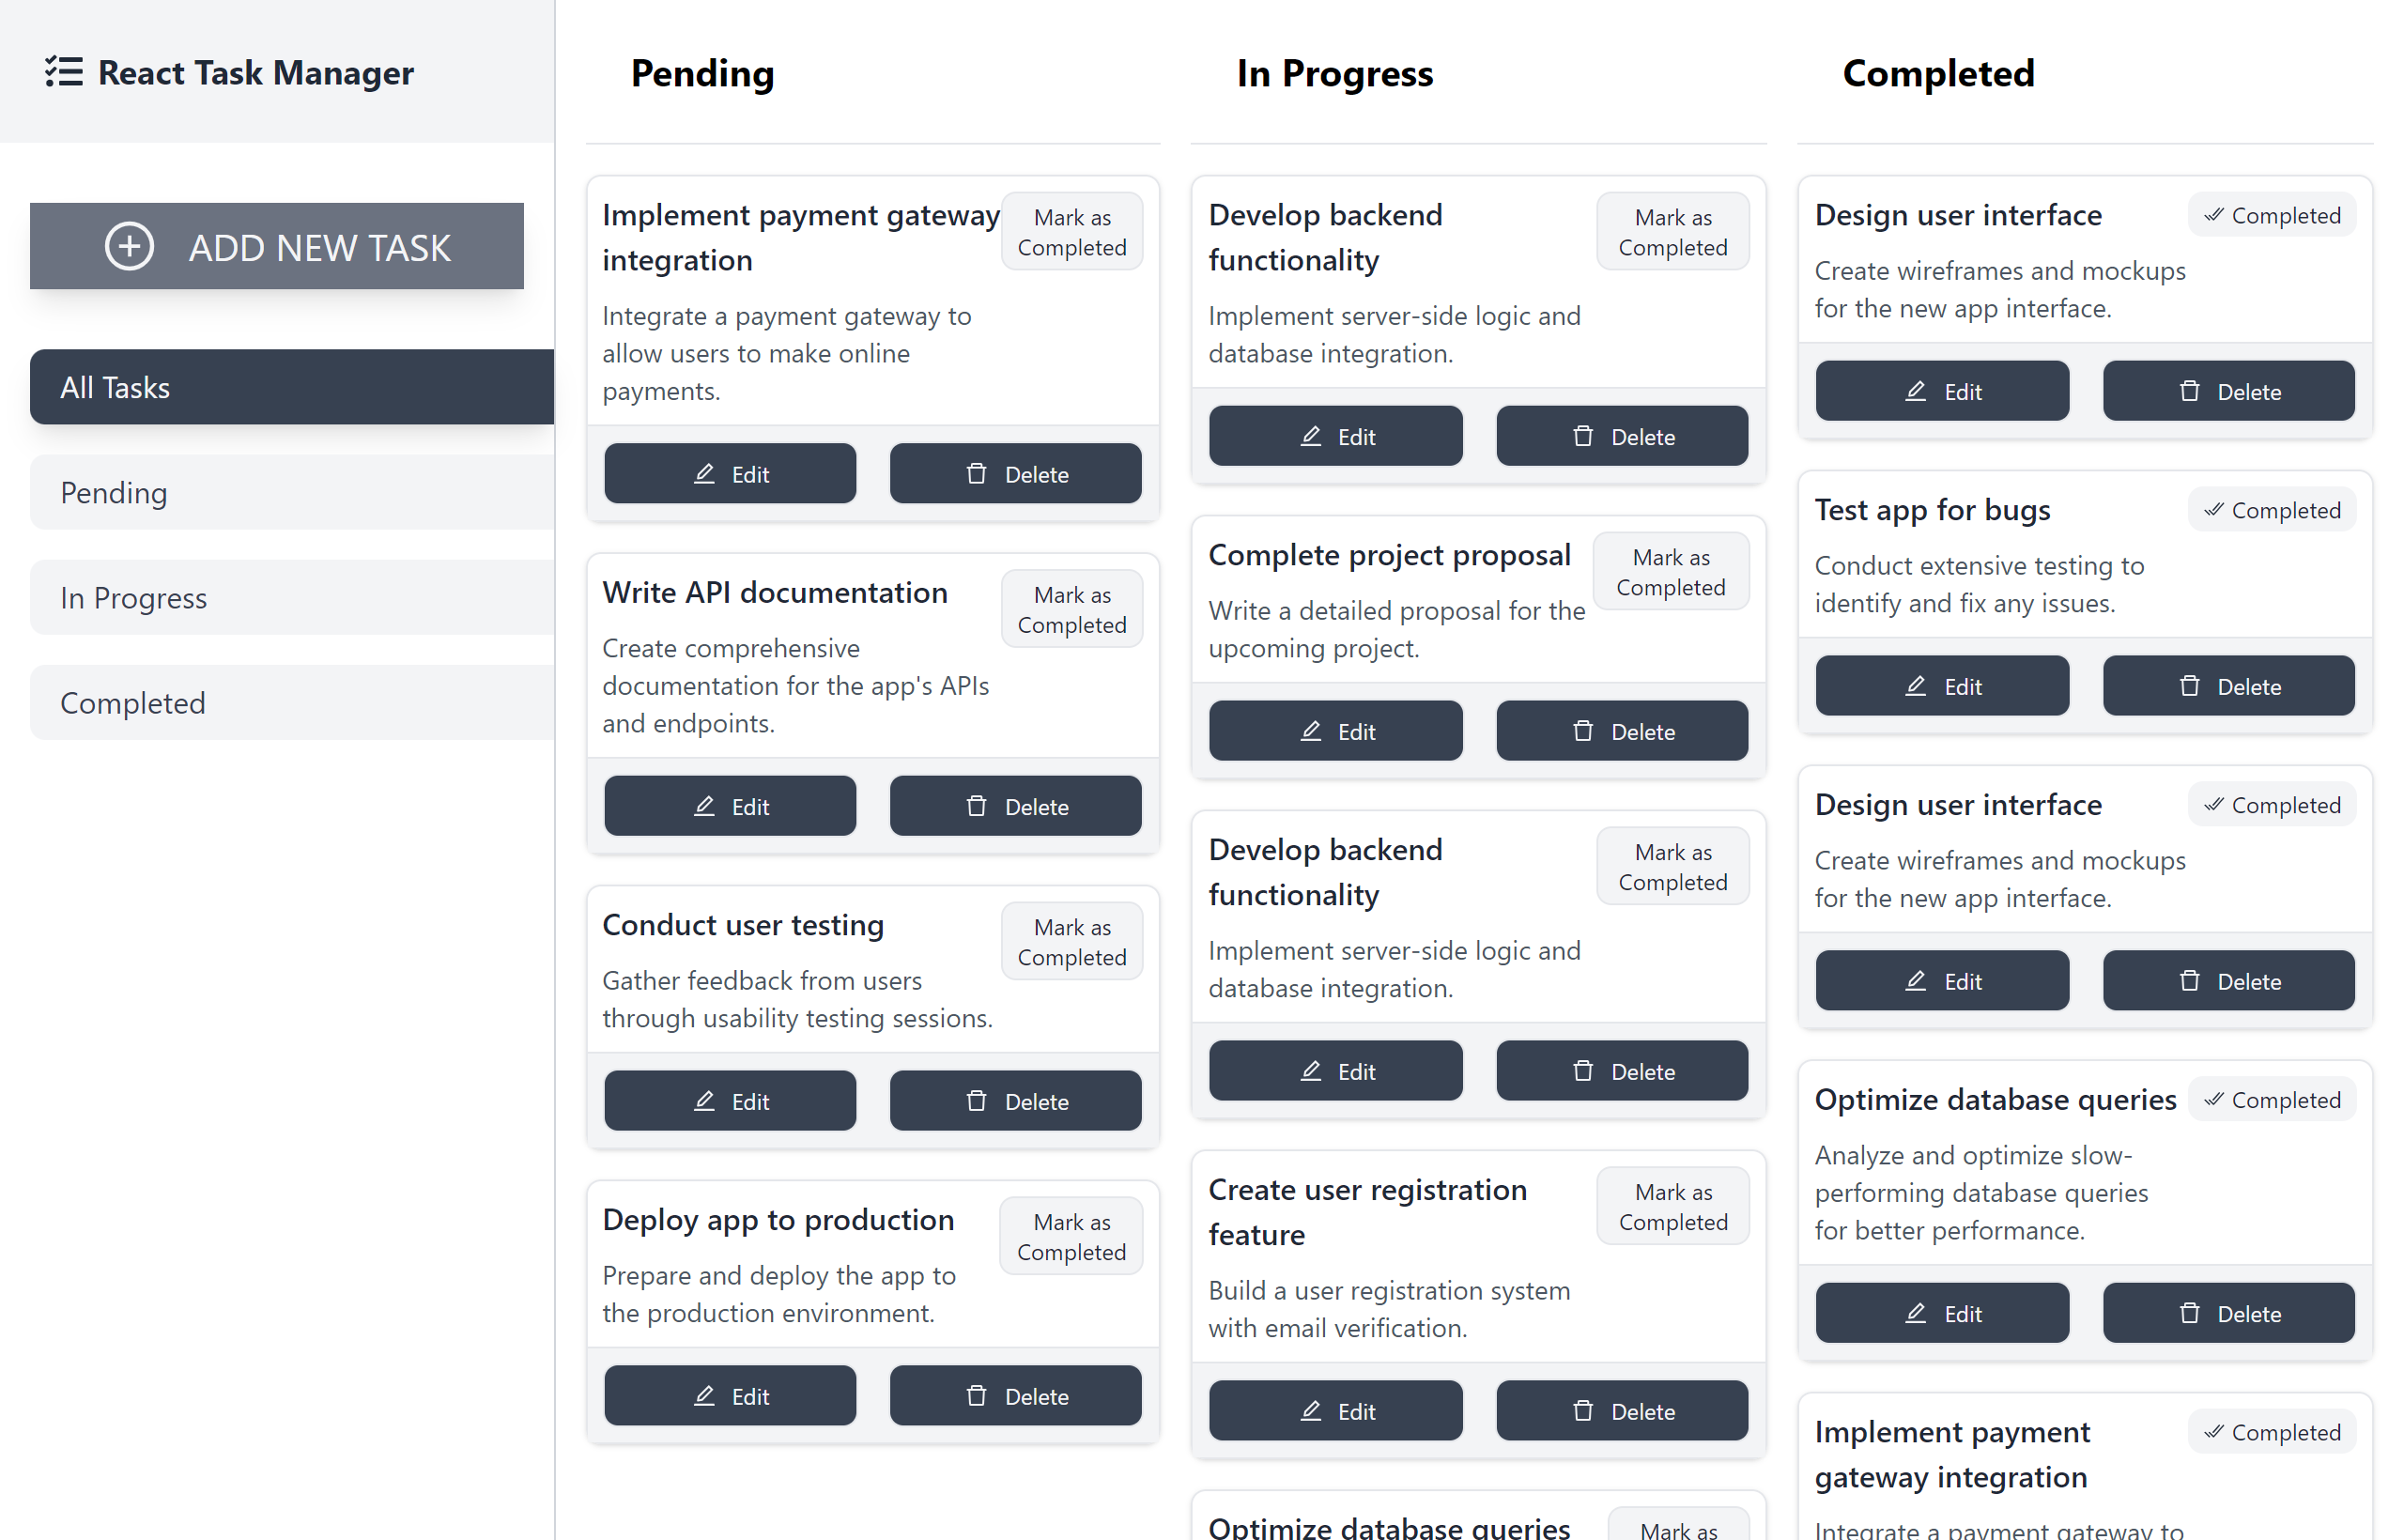 React Task Manager
ADD NEW TASK
All Tasks
Pending
In Progress
Completed
Pending
Implement payment gateway
integration
Mark as
Completed
Integrate a payment gateway to
allow users to make online
payments.
Edit
Delete
Write API documentation
Mark as
Completed
Create comprehensive
documentation for the app's APIs
and endpoints.
Edit
Delete
Conduct user testing
Mark as
Completed
Gather feedback from users
through usability testing sessions.
Edit
Delete
Deploy app to production
Mark as
Completed
Prepare and deploy the app to
the production environment.
Edit
Delete
In Progress
Develop backend
functionality
Mark as
Completed
Implement server-side logic and
database integration.
Edit
Delete
Complete project proposal
Mark as
Completed
Write a detailed proposal for the
upcoming project.
Edit
Delete
Develop backend
functionality
Mark as
Completed
Implement server-side logic and
database integration.
Edit
Delete
Create user registration
feature
Mark as
Completed
Build a user registration system
with email verification.
Edit
Delete
Optimize database queries
Mark as
Completed
Design user interface
Completed
Create wireframes and mockups
for the new app interface.
Edit
Delete
Test app for bugs
Completed
Conduct extensive testing to
identify and fix any issues.
Edit
Delete
Design user interface
Completed
Create wireframes and mockups
for the new app interface.
Edit
Delete
Optimize database queries
Completed
Analyze and optimize slow-
performing database queries
for better performance.
Edit
Delete
Implement payment
gateway integration
Completed
Integrate a payment gateway to